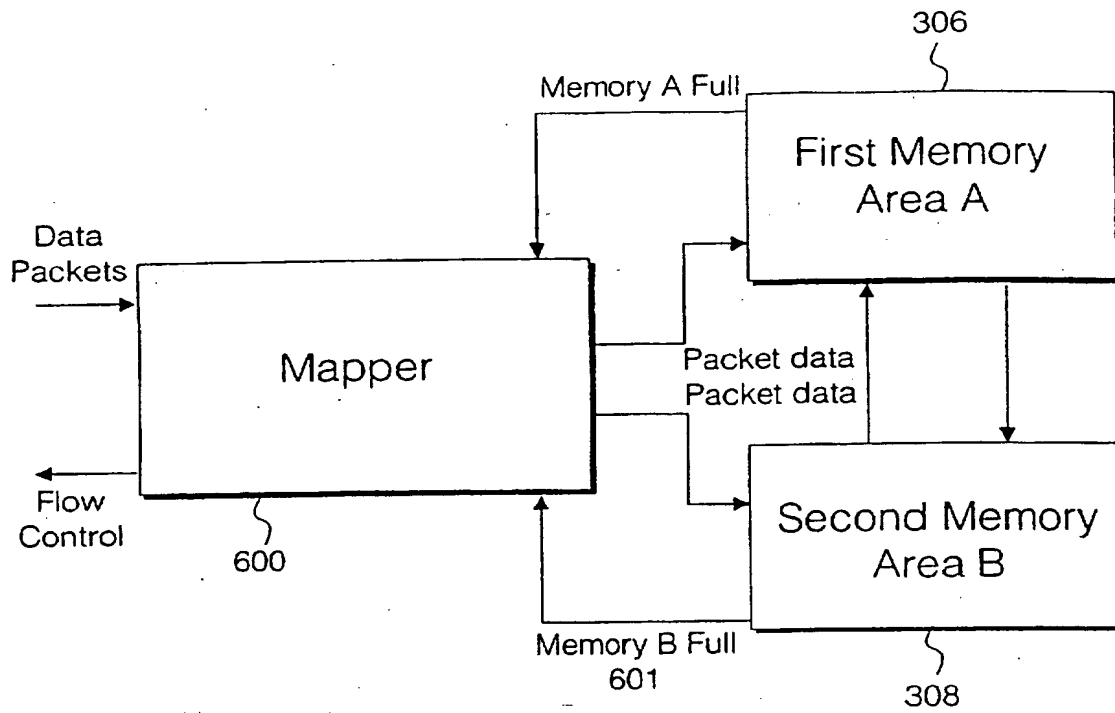 306
Memory A Full
First Memory
Area A
Data
Packets
Mapper
Packet data
Packet data
Flow
Control
600
Second Memory
Area B
Memory B Full
601
308